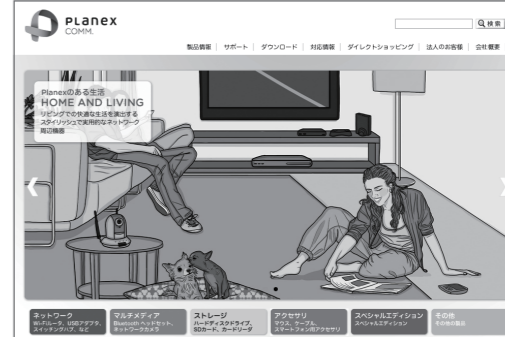 PLANEX
COMM.
検索
製品情報 サポート ダウンロード 対応情報 ダイレクトショッピング 法人のお客様 会社概要
Planexのある生活
HOME AND LIVING
リビングでの快適な生活を演出する
スタイリッシュで実用的なネットワーク
周辺機器
ネットワーク
Wi-Fiルータ、USBアダプタ、
スイッチングハブ、など
マルチメディア
Bluetooth ヘッドセット、
ネットワークカメラ
ストレージ
ハードディスクドライブ、
SDカード、カードリーダ
アクセサリ
マウス、ケーブル、
スマートフォン用アクセサリ
スペシャルエディション
スペシャルエディション
その他
その他の製品